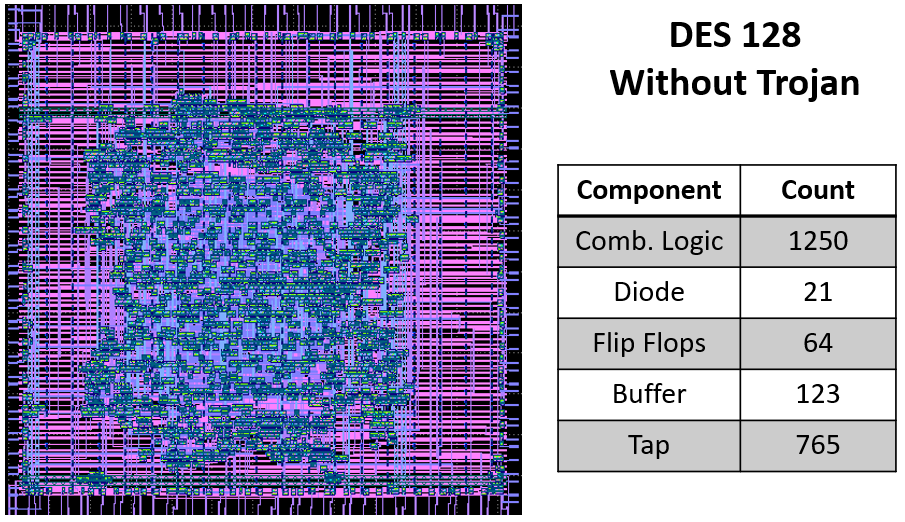 DES 128
Without Trojan
Component Count
Comb. Logic 1250
Diode 21
Flip Flops 64
Buffer 123
Tap 765